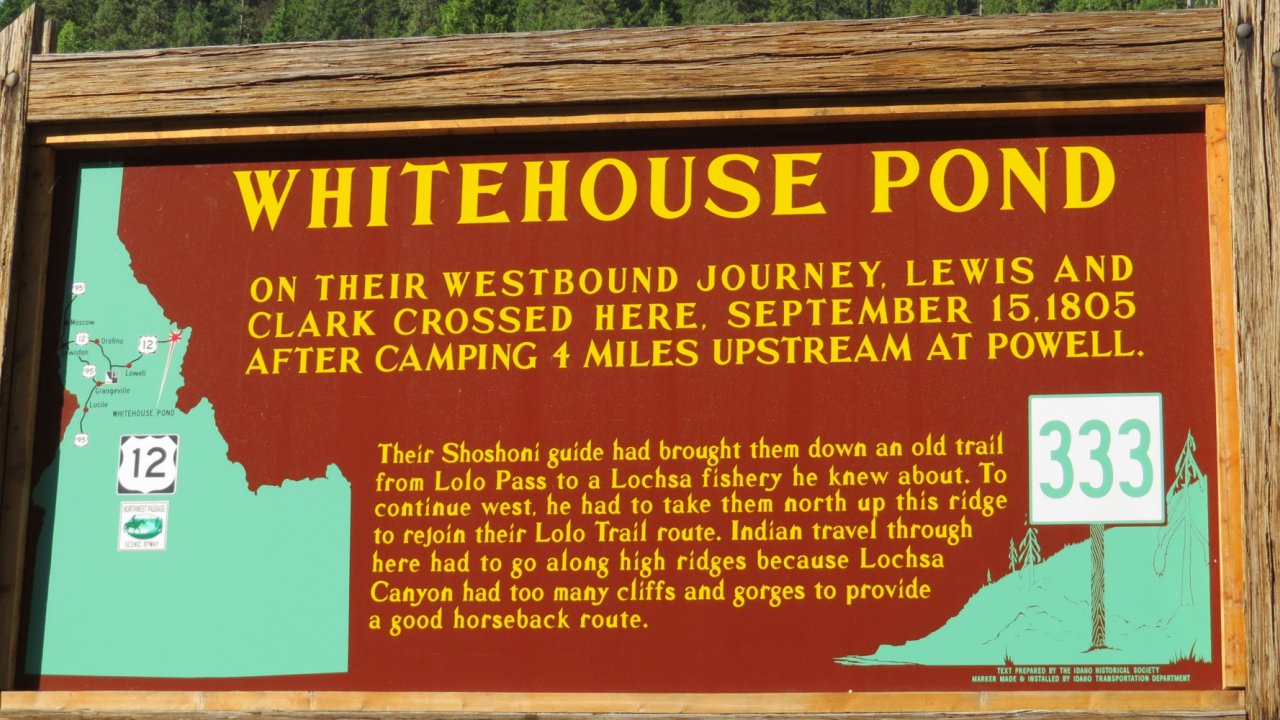 WHITEHOUSE POND
ON THEIR WESTBOUND JOURNEY, LEWIS AND
CLARK CROSSED HERE, SEPTEMBER 15,1805
AFTER CAMPING 4 MILES UPSTREAM AT POWELL.
Their Shoshoni guide had brought them down an old trail
from Lolo Pass to a Lochsa fishery he knew about. To
continue west, he had to take them north up this ridge
to rejoin their Lolo Trail route. Indian travel through
here had to go along high ridges because Lochsa
Canyon had too many cliffs and gorges to provide
a good horseback route.
95
Moscow
12
Orofino
12
Lewiston
95
Lowell
Grangeville
Lucile
WHITEHOUSE POND
95
12
NORTHWEST PASSAGE
SCENIC BYWAY
333
TEXT PREPARED BY THE IDAHO HISTORICAL SOCIETY
MARKER MADE & INSTALLED BY IDAHO TRANSPORTATION DEPARTMENT